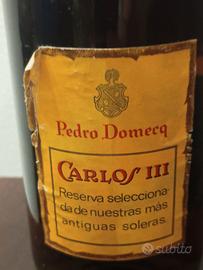 Pedro Domecq
CARLOS III
Reserva selecciona-
da de nuestras más
antiguas soleras.
subito